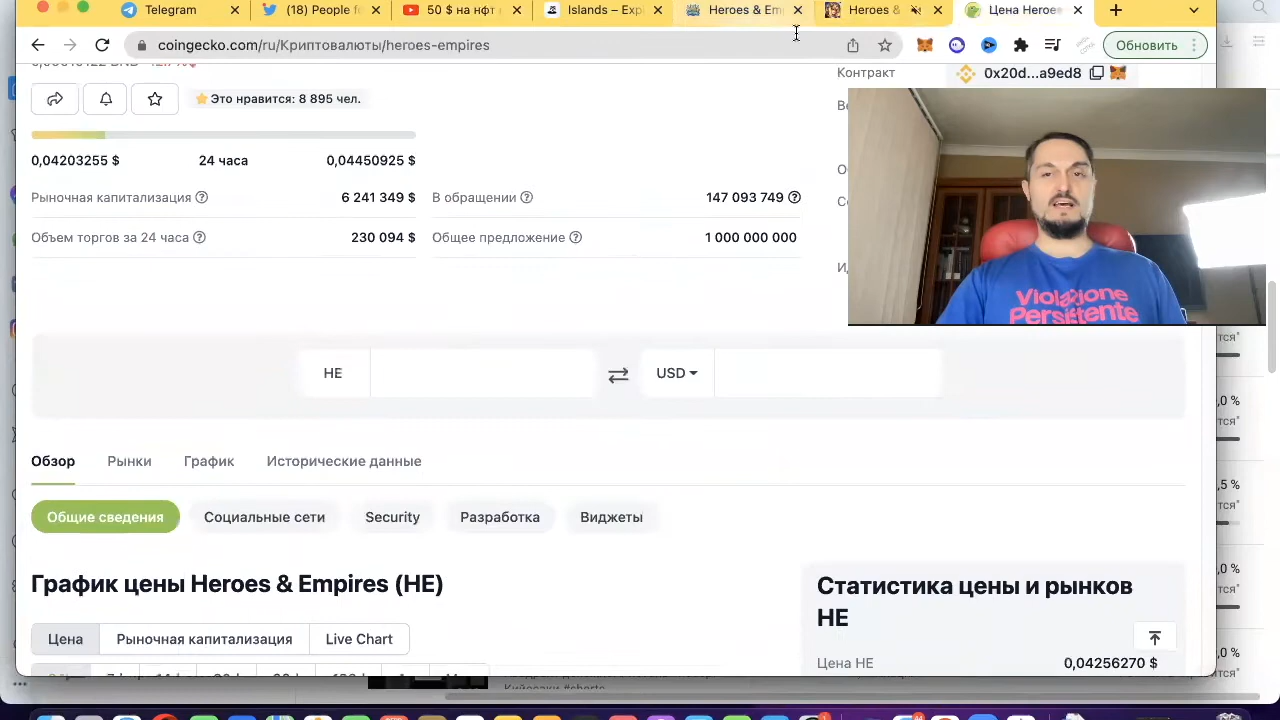 Telegram
(18) People fo
50 $ на нфт
Islands – Exp
Heroes & Em
Heroes &
Цена Heroe
coingecko.com/ru/Криптовалюты/heroes-empires
Обновить
Контракт
0x20d...a9ed8
Это нравится: 8 895 чел.
0,04203255 $
24 часа
0,04450925 $
Рыночная капитализация
6 241 349 $
В обращении
147 093 749
Объем торгов за 24 часа
230 094 $
Общее предложение
1 000 000 000
Violazione
Persistente
HE
USD
Обзор
Рынки
График
Исторические данные
Общие сведения
Социальные сети
Security
Разработка
Виджеты
График цены Heroes & Empires (HE)
Статистика цены и рынков
HE
Цена
Рыночная капитализация
Live Chart
Цена HE
0,04256270 $